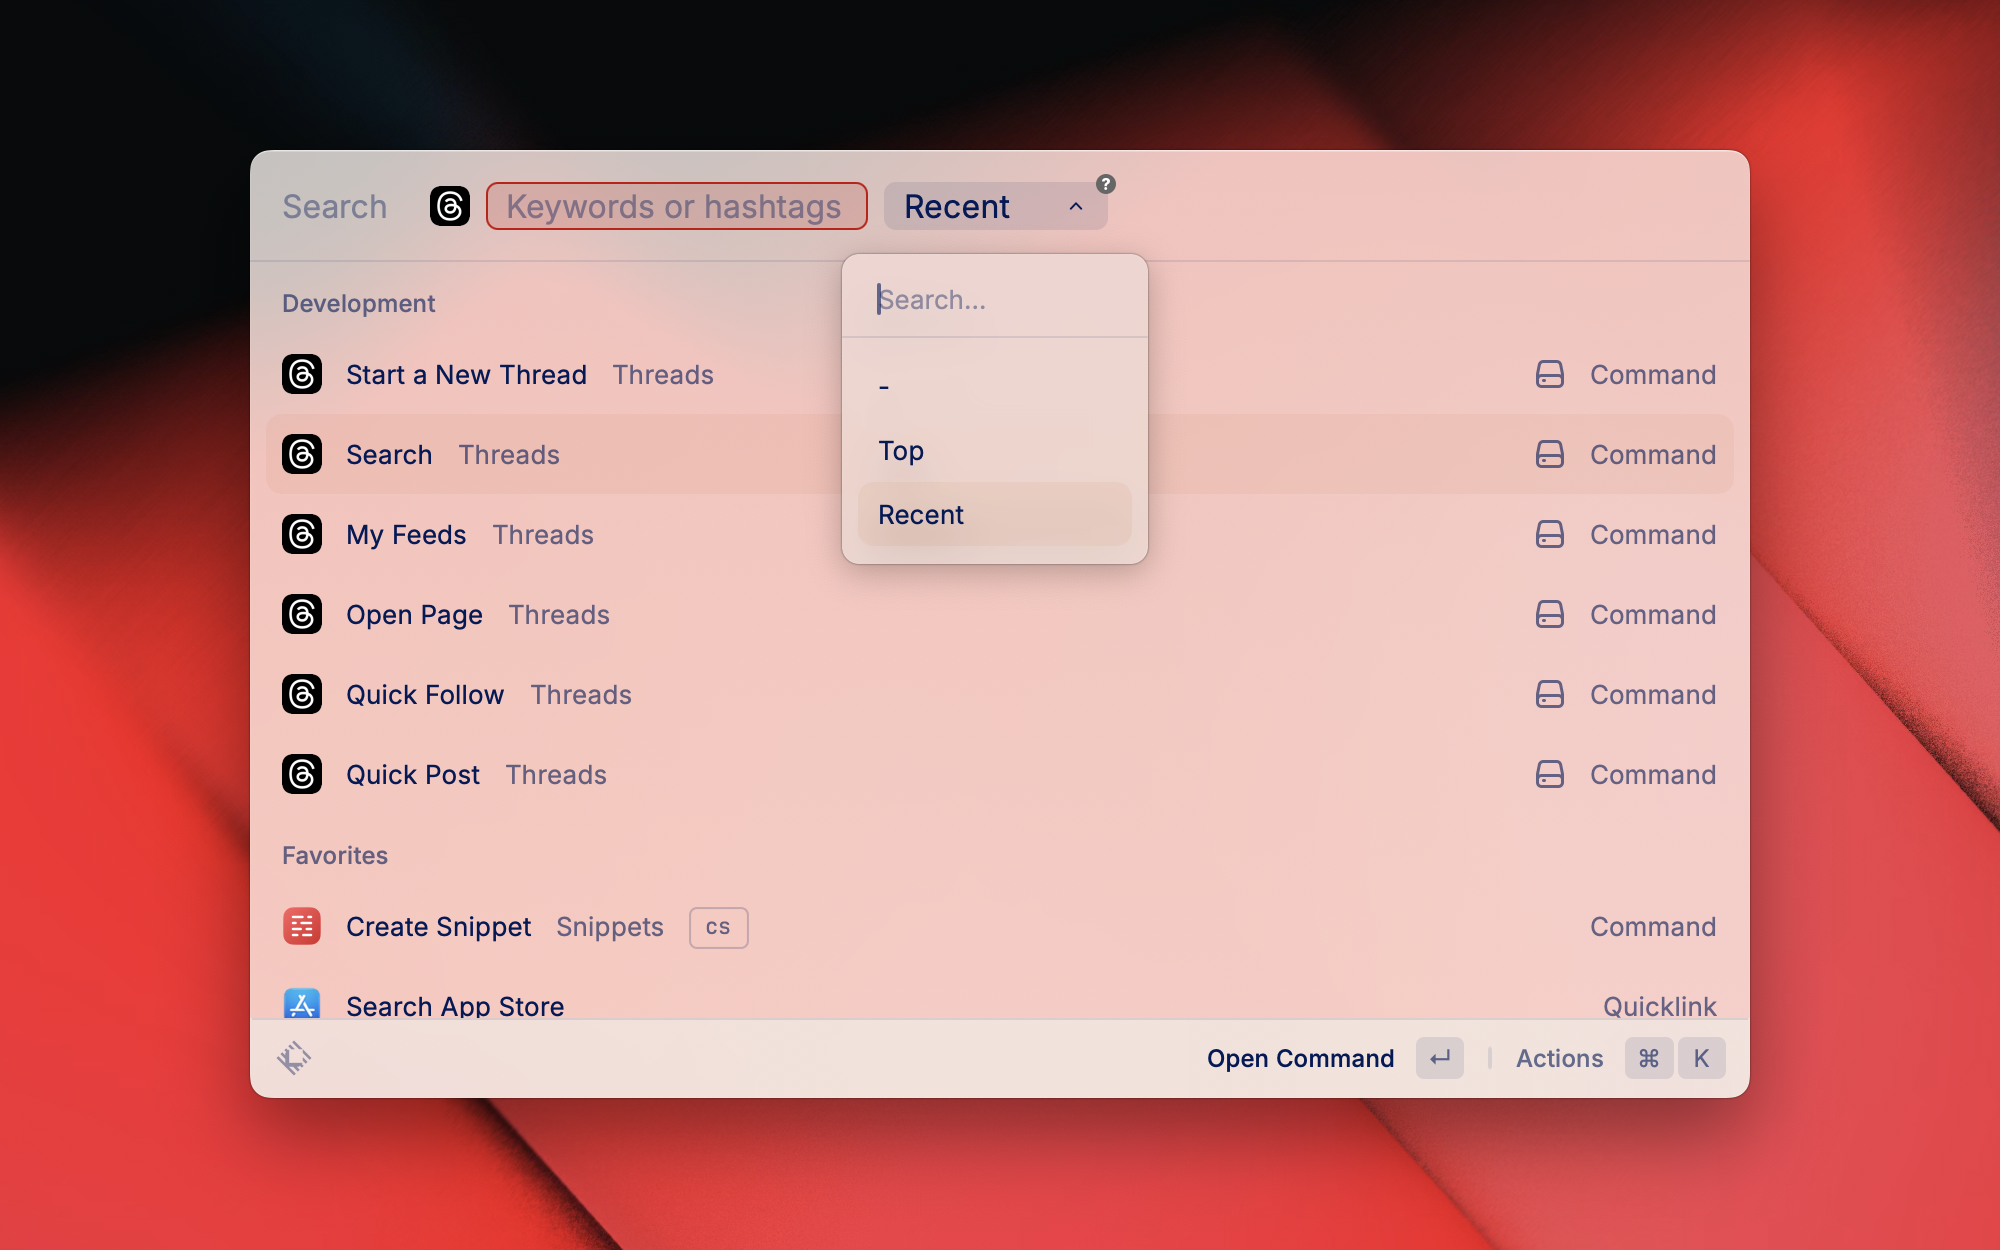 Search Keywords or hashtags Recent ?
Search...
-
Top
Recent
Development
Start a New Thread Threads Command
Search Threads Command
My Feeds Threads Command
Open Page Threads Command
Quick Follow Threads Command
Quick Post Threads Command
Favorites
Create Snippet Snippets cs Command
Search App Store Quicklink
Open Command ↵ Actions ⌘ K